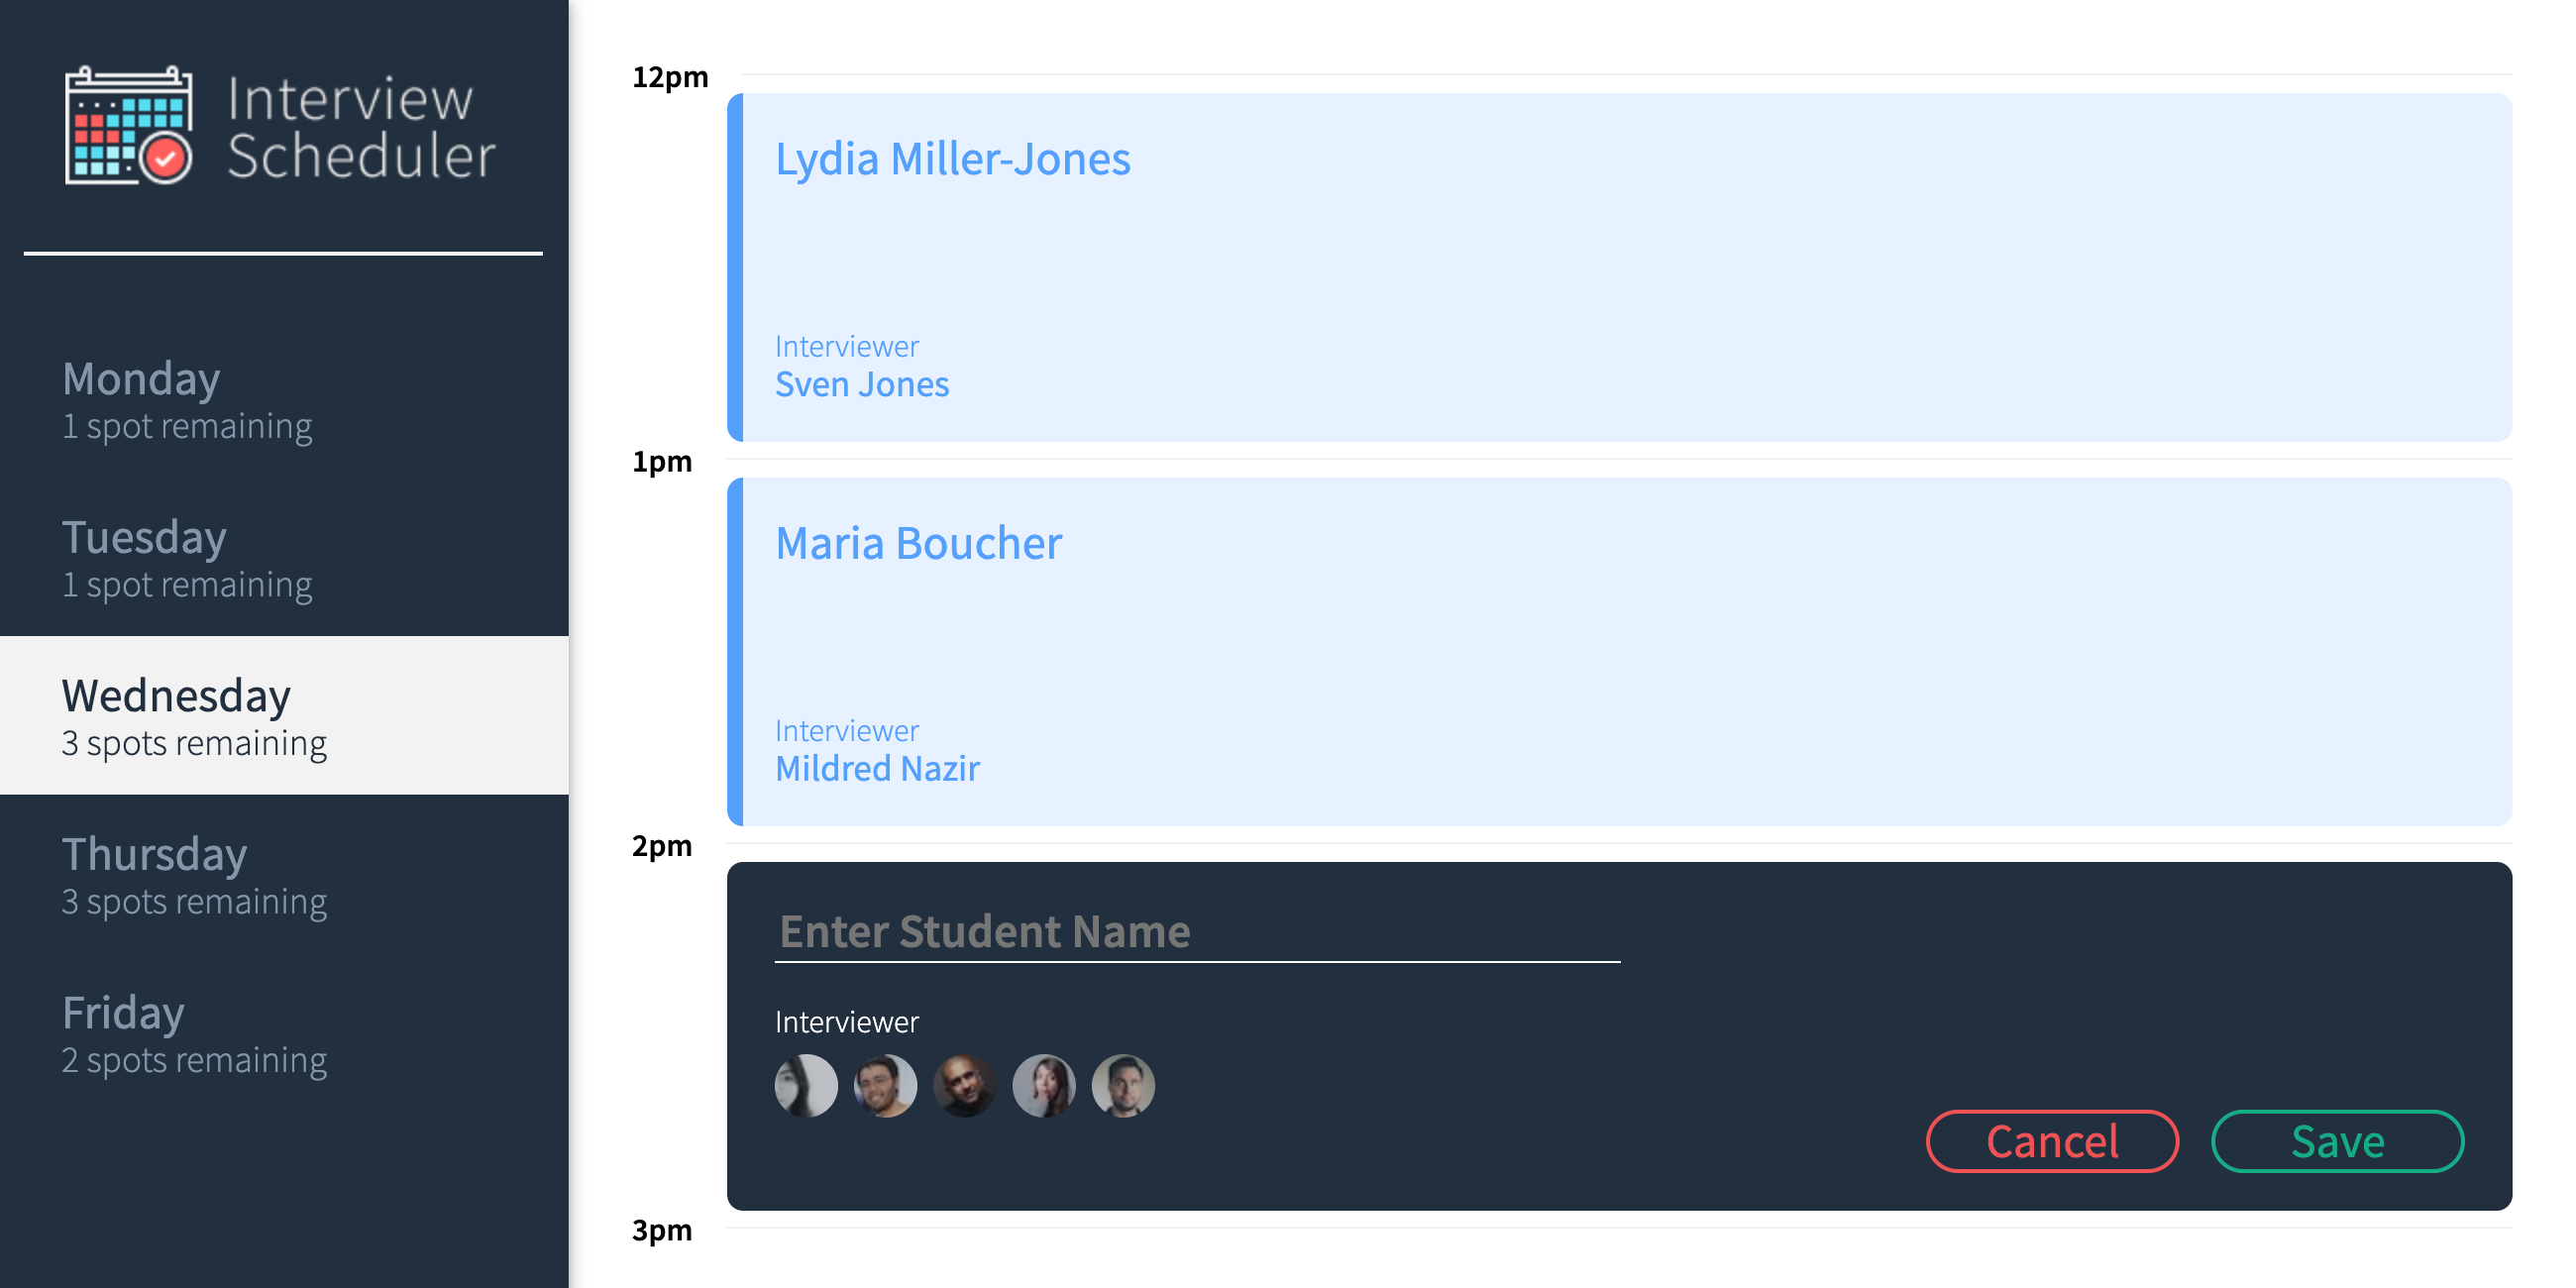 Interview
Scheduler
Monday
1 spot remaining
Tuesday
1 spot remaining
Wednesday
3 spots remaining
Thursday
3 spots remaining
Friday
2 spots remaining
12pm
Lydia Miller-Jones
Interviewer
Sven Jones
1pm
Maria Boucher
Interviewer
Mildred Nazir
2pm
Enter Student Name
Interviewer
Cancel
Save
3pm